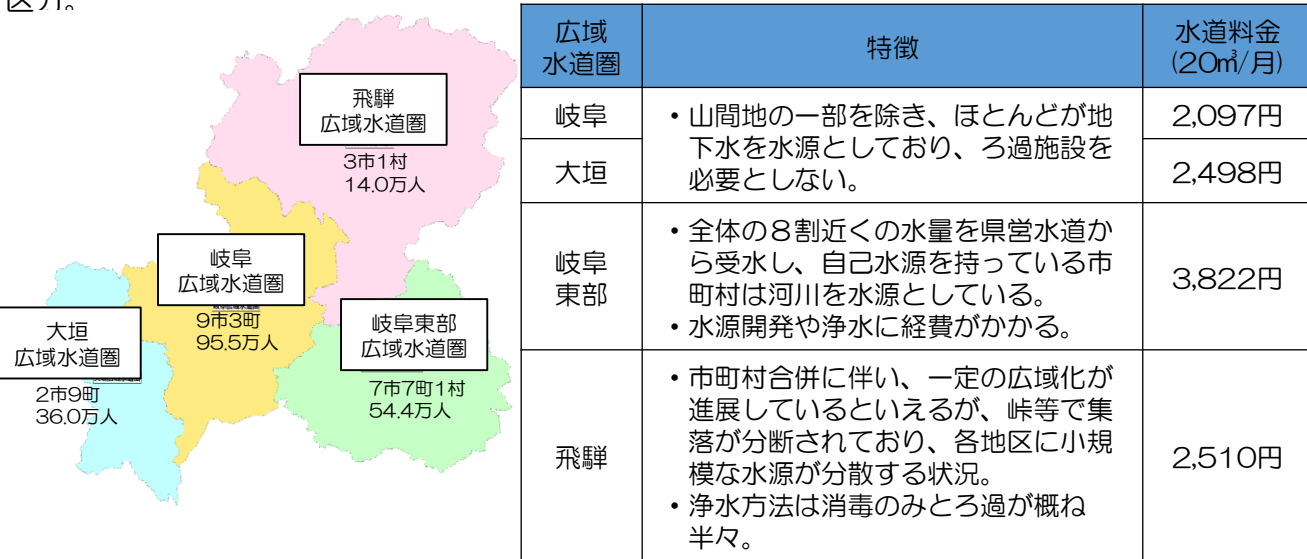 飛騨
広域水道圏
3市1村
14.0万人
岐阜
広域水道圏
9市3町
95.5万人
大垣
広域水道圏
2市9町
36.0万人
岐阜東部
広域水道圏
7市7町1村
54.4万人
広域
水道圏
特徴
水道料金
(20㎥/月)
岐阜
・山間地の一部を除き、ほとんどが地
下水を水源としており、ろ過施設を
必要としない。
2,097円
大垣
2,498円
岐阜
東部
・全体の８割近くの水量を県営水道か
ら受水し、自己水源を持っている市
町村は河川を水源としている。
・水源開発や浄水に経費がかかる。
3,822円
飛騨
・市町村合併に伴い、一定の広域化が
進展しているといえるが、峠等で集
落が分断されており、各地区に小規
模な水源が分散する状況。
・浄水方法は消毒のみとろ過が概ね
半々。
2,510円